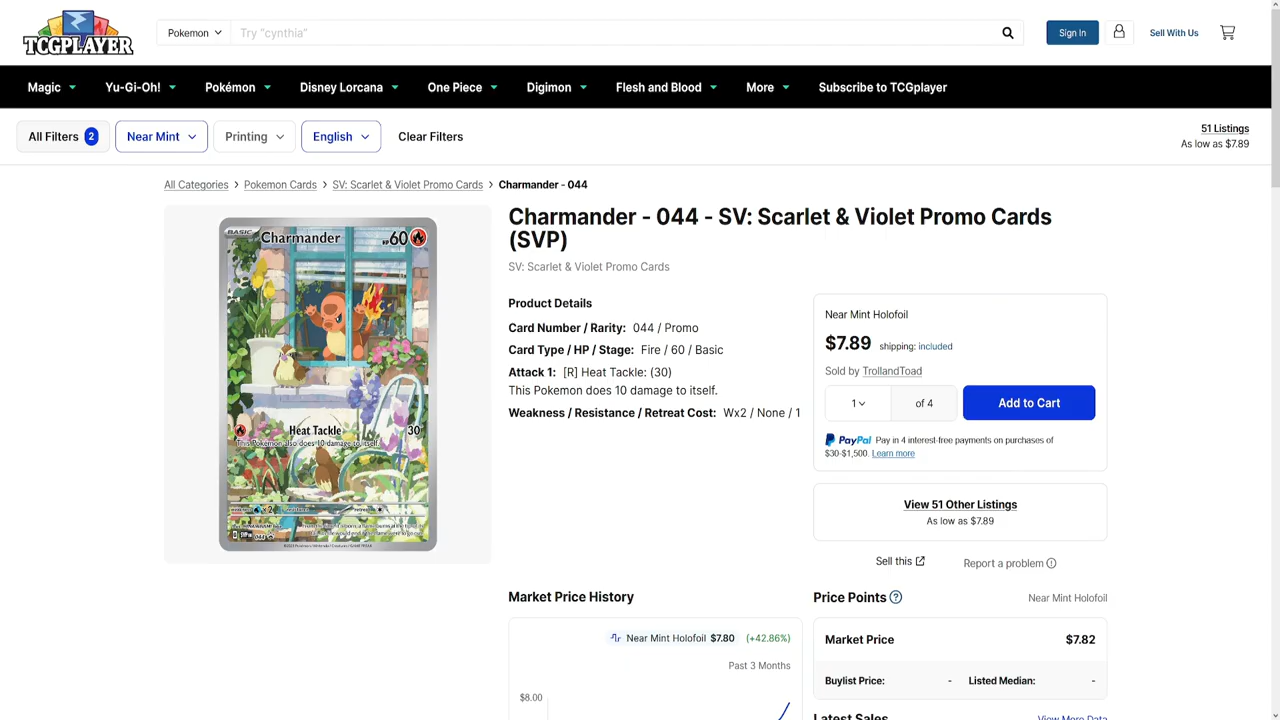 TCGPLAYER
Pokemon
Try "cynthia"
Sign In
Sell With Us
Magic
Yu-Gi-Oh!
Pokémon
Disney Lorcana
One Piece
Digimon
Flesh and Blood
More
Subscribe to TCGplayer
All Filters 2
Near Mint
Printing
English
Clear Filters
51 Listings
As low as $7.89
All Categories > Pokemon Cards > SV: Scarlet & Violet Promo Cards > Charmander - 044
BASIC Charmander HP 60
Heat Tackle 30
This Pokémon also does 10 damage to itself.
Charmander - 044 - SV: Scarlet & Violet Promo Cards
(SVP)
SV: Scarlet & Violet Promo Cards
Product Details
Card Number / Rarity: 044 / Promo
Card Type / HP / Stage: Fire / 60 / Basic
Attack 1: [R] Heat Tackle: (30)
This Pokemon does 10 damage to itself.
Weakness / Resistance / Retreat Cost: Wx2 / None / 1
Near Mint Holofoil
$7.89 shipping: included
Sold by TrollandToad
1 of 4 Add to Cart
PayPal Pay in 4 interest-free payments on purchases of
$30-$1,500. Learn more
View 51 Other Listings
As low as $7.89
Sell this
Report a problem
Market Price History
Near Mint Holofoil $7.80 (+42.86%)
Past 3 Months
$8.00
Price Points ?
Near Mint Holofoil
Market Price $7.82
Buylist Price: - Listed Median: -
Latest Sales
View More Data